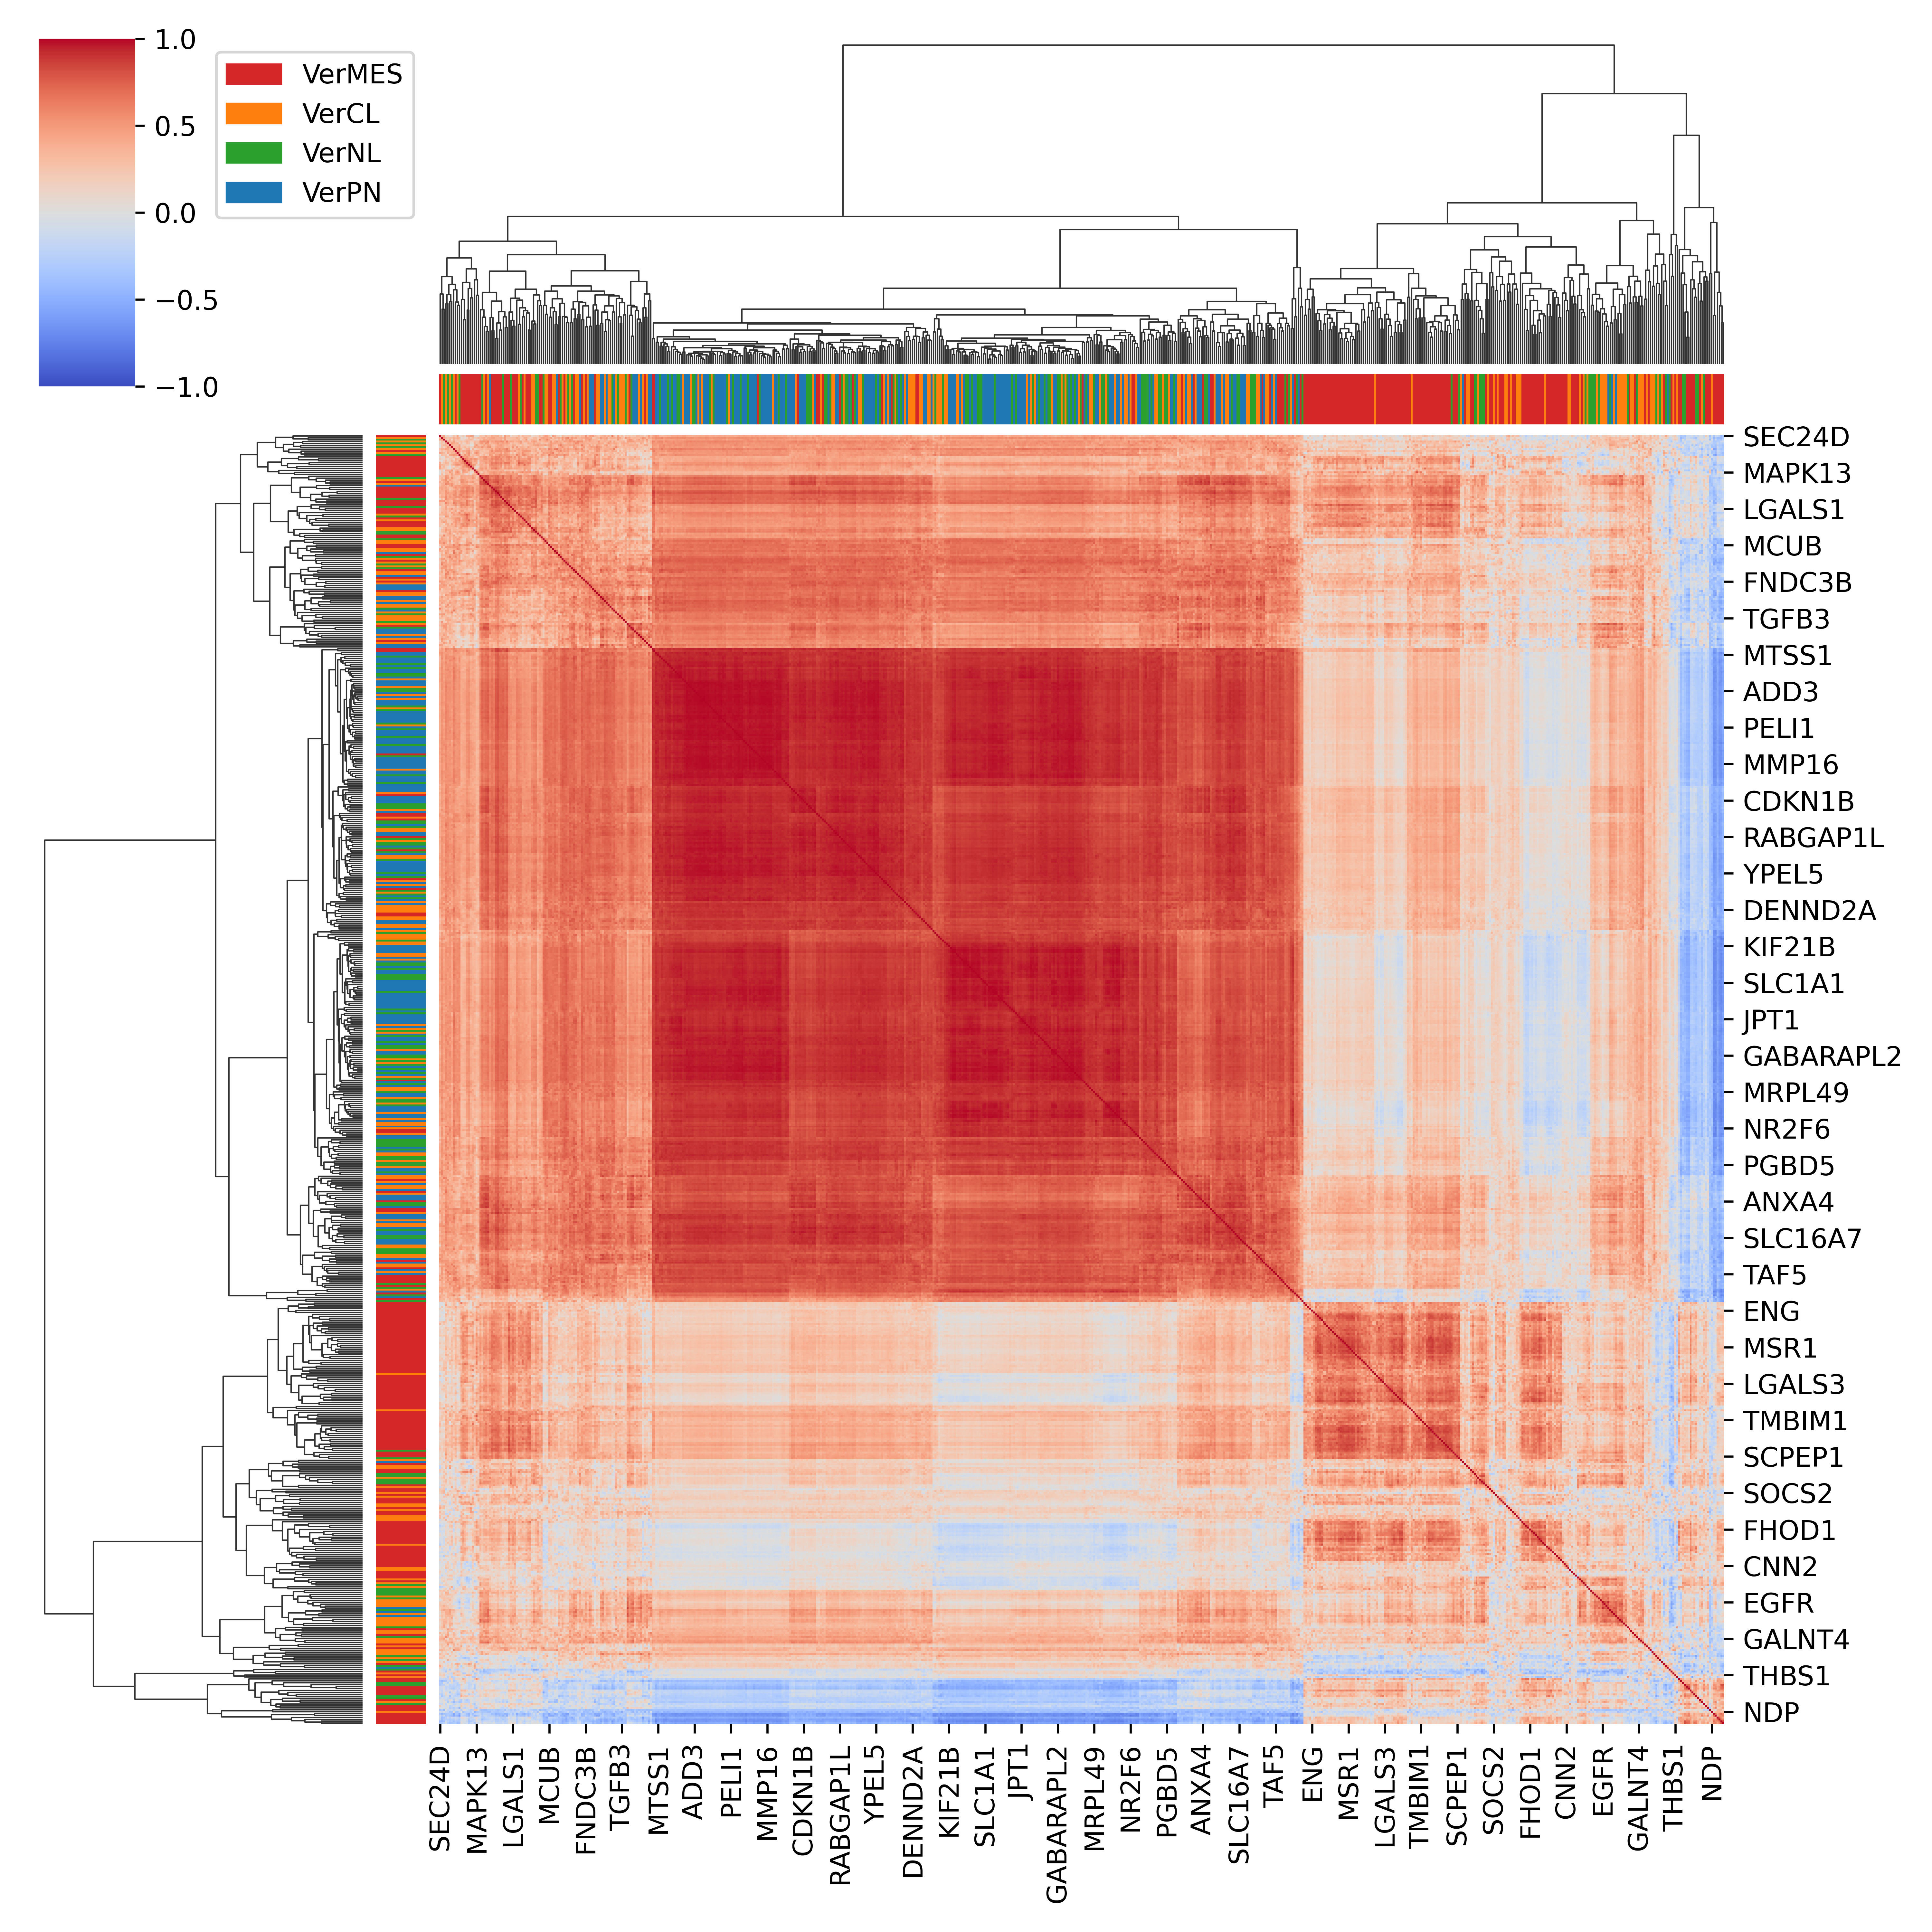 1.0
0.5
0.0
−0.5
−1.0
VerMES
VerCL
VerNL
VerPN
SEC24D
MAPK13
LGALS1
MCUB
FNDC3B
TGFB3
MTSS1
ADD3
PELI1
MMP16
CDKN1B
RABGAP1L
YPEL5
DENND2A
KIF21B
SLC1A1
JPT1
GABARAPL2
MRPL49
NR2F6
PGBD5
ANXA4
SLC16A7
TAF5
ENG
MSR1
LGALS3
TMBIM1
SCPEP1
SOCS2
FHOD1
CNN2
EGFR
GALNT4
THBS1
NDP
SEC24D
MAPK13
LGALS1
MCUB
FNDC3B
TGFB3
MTSS1
ADD3
PELI1
MMP16
CDKN1B
RABGAP1L
YPEL5
DENND2A
KIF21B
SLC1A1
JPT1
GABARAPL2
MRPL49
NR2F6
PGBD5
ANXA4
SLC16A7
TAF5
ENG
MSR1
LGALS3
TMBIM1
SCPEP1
SOCS2
FHOD1
CNN2
EGFR
GALNT4
THBS1
NDP